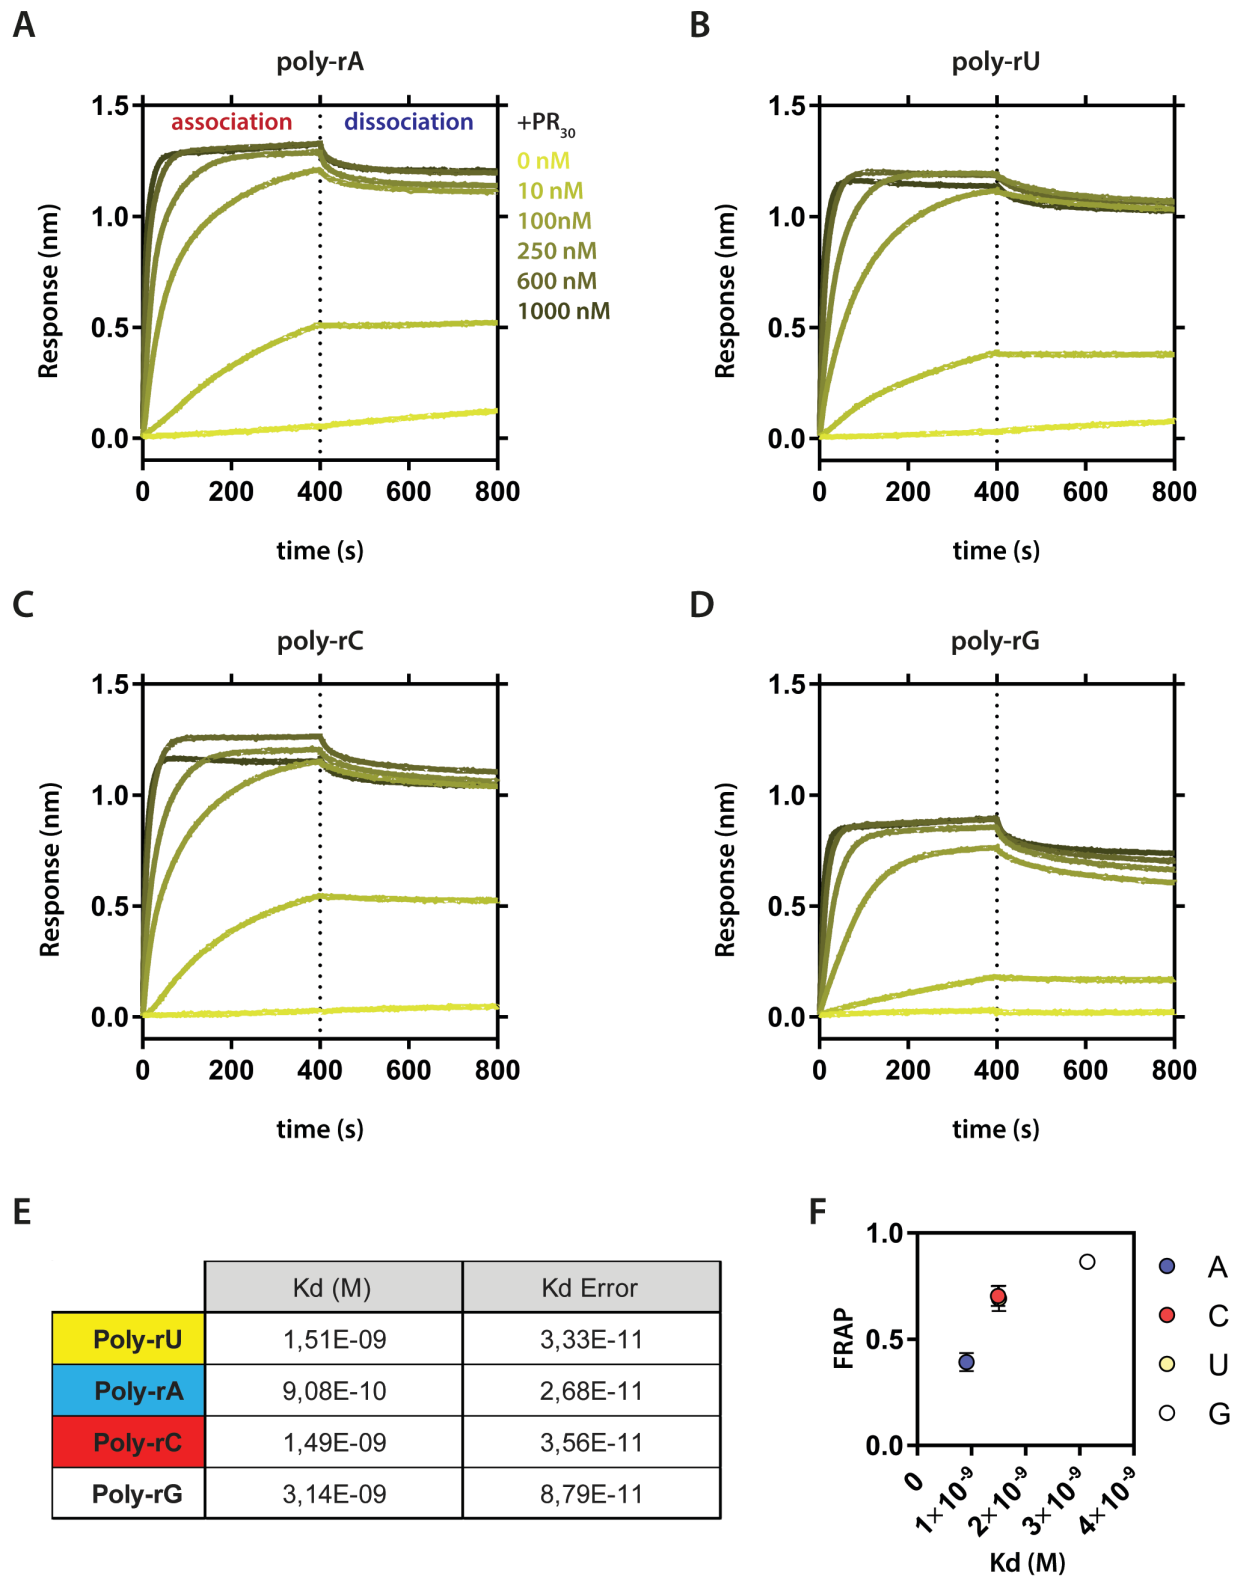 A
poly-rA
1.5
1.0
0.5
0.0
Response (nm)
association
dissociation
0 200 400 600 800
time (s)
+PR30
0 nM
10 nM
100nM
250 nM
600 nM
1000 nM
B
poly-rU
1.5
1.0
0.5
0.0
Response (nm)
0 200 400 600 800
time (s)
C
poly-rC
1.5
1.0
0.5
0.0
Response (nm)
0 200 400 600 800
time (s)
D
poly-rG
1.5
1.0
0.5
0.0
Response (nm)
0 200 400 600 800
time (s)
E
Kd (M) Kd Error
Poly-rU 1,51E-09 3,33E-11
Poly-rA 9,08E-10 2,68E-11
Poly-rC 1,49E-09 3,56E-11
Poly-rG 3,14E-09 8,79E-11
F
1.0
0.5
0.0
FRAP
0 1×10-9 2×10-9 3×10-9 4×10-9
Kd (M)
A
C
U
G